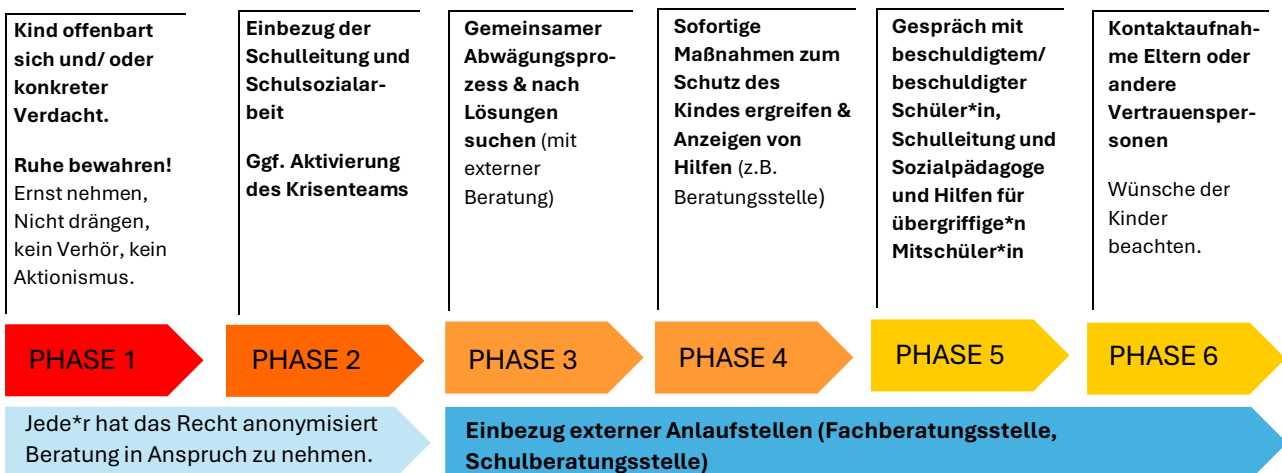 Kind offenbart
sich und/ oder
konkreter
Verdacht.
Ruhe bewahren!
Ernst nehmen,
Nicht drängen,
kein Verhör, kein
Aktionismus.
Einbezug der
Schulleitung und
Schulsozialar-
beit
Ggf. Aktivierung
des Krisenteams
Gemeinsamer
Abwägungspro-
zess & nach
Lösungen
suchen (mit
externer
Beratung)
Sofortige
Maßnahmen zum
Schutz des
Kindes ergreifen &
Anzeigen von
Hilfen (z.B.
Beratungsstelle)
Gespräch mit
beschuldigtem/
beschuldigter
Schüler*in,
Schulleitung und
Sozialpädagoge
und Hilfen für
übergriffige*n
Mitschüler*in
Kontaktaufnah-
me Eltern oder
andere
Vertrauensper-
sonen
Wünsche der
Kinder
beachten.
PHASE 1
PHASE 2
PHASE 3
PHASE 4
PHASE 5
PHASE 6
Jede*r hat das Recht anonymisiert
Beratung in Anspruch zu nehmen.
Einbezug externer Anlaufstellen (Fachberatungsstelle,
Schulberatungsstelle)